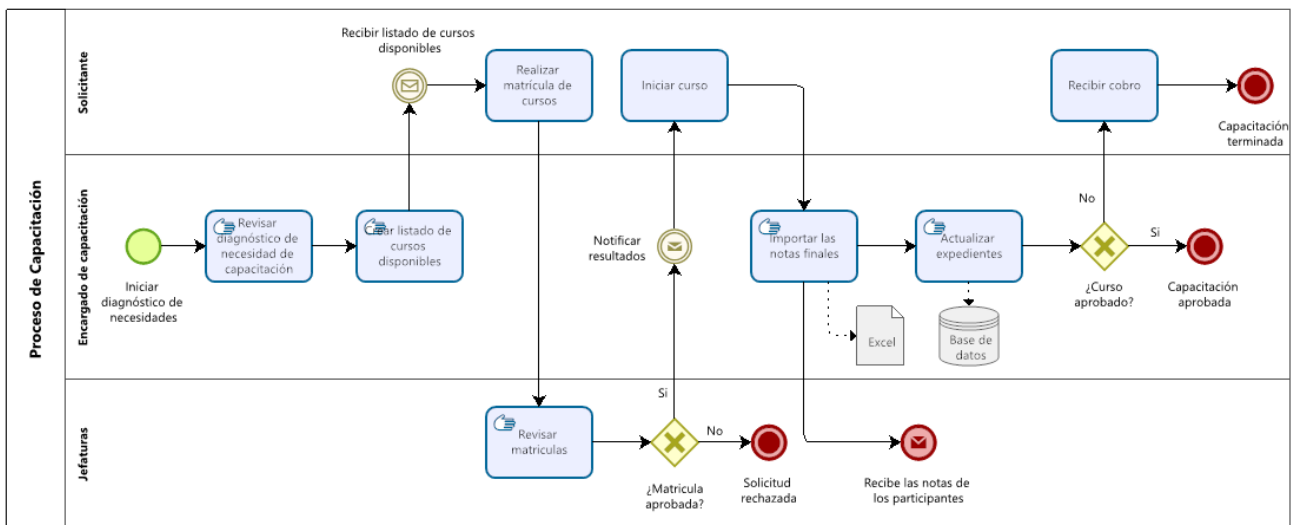 Proceso de Capacitación
Solicitante
Recibir listado de cursos
disponibles
Realizar
matrícula de
cursos
Iniciar curso
Recibir cobro
Capacitación
terminada
Encargado de capacitación
Iniciar
diagnóstico de
necesidades
Revisar
diagnóstico de
necesidad de
capacitación
listado de
cursos
disponibles
Notificar
resultados
Importar las
notas finales
Excel
Actualizar
expedientes
Base de
datos
¿Curso
aprobado?
No
Si
Capacitación
aprobada
Jefaturas
Revisar
matriculas
¿Matricula
aprobada?
Si
No
Solicitud
rechazada
Recibe las notas de
los participantes